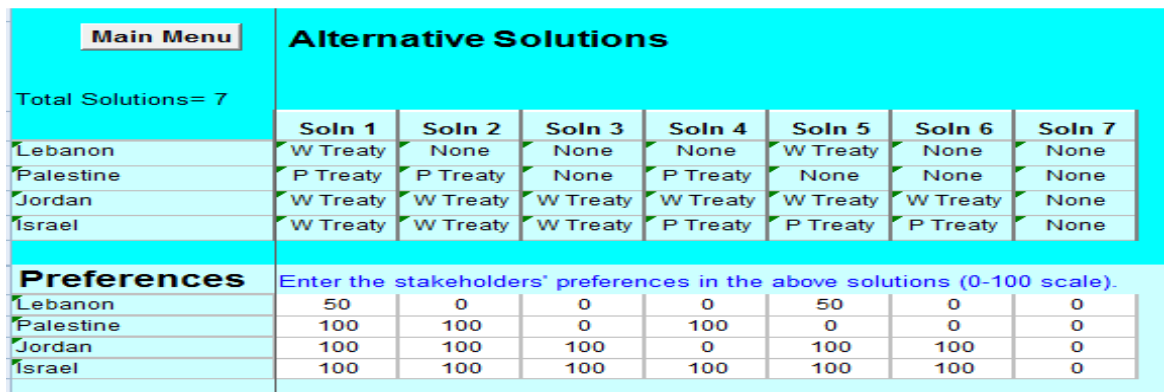 Main Menu Alternative Solutions
Total Solutions= 7
Soln 1 Soln 2 Soln 3 Soln 4 Soln 5 Soln 6 Soln 7
Lebanon W Treaty None None None W Treaty None None
Palestine P Treaty P Treaty None P Treaty None None None
Jordan W Treaty W Treaty W Treaty W Treaty W Treaty W Treaty None
Israel W Treaty W Treaty W Treaty P Treaty P Treaty P Treaty None
Preferences Enter the stakeholders' preferences in the above solutions (0-100 scale).
Lebanon 50 0 0 0 50 0 0
Palestine 100 100 0 100 0 0 0
Jordan 100 100 100 0 100 100 0
Israel 100 100 100 100 100 100 0